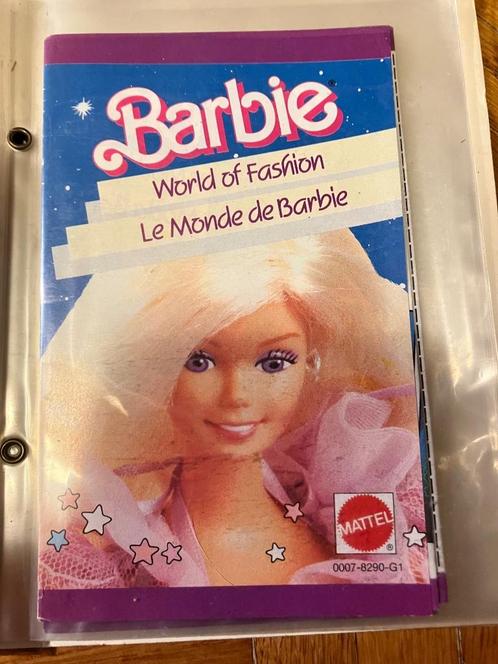 Barbie®
World of Fashion
Le Monde de Barbie
MATTEL
®
0007-8290-G1